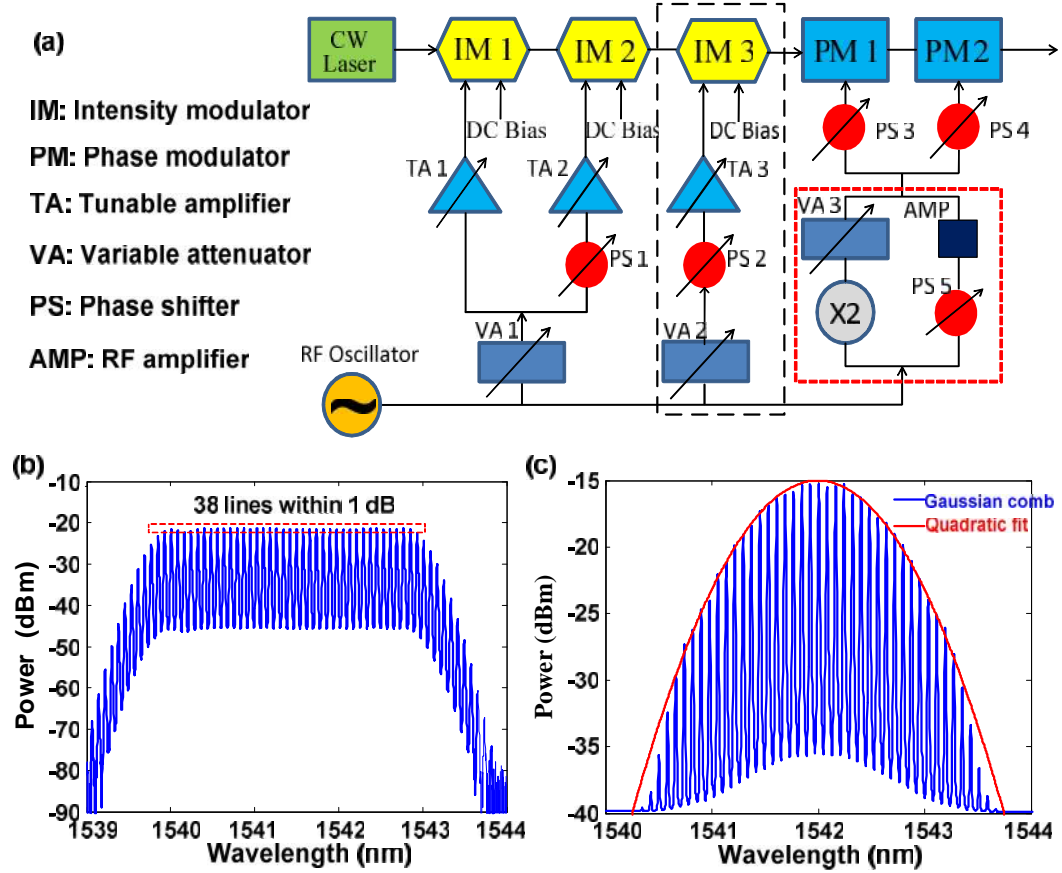 (a)
CW
Laser
IM 1
IM 2
IM 3
PM 1
PM 2
IM: Intensity modulator
PM: Phase modulator
TA: Tunable amplifier
VA: Variable attenuator
PS: Phase shifter
AMP: RF amplifier
DC Bias
DC Bias
DC Bias
TA 1
TA 2
TA 3
PS 3
PS 4
PS 1
PS 2
VA 3
AMP
PS 5
X2
VA 1
VA 2
RF Oscillator
(b)
38 lines within 1 dB
Power (dBm)
-10
-20
-30
-40
-50
-60
-70
-80
-90
1539
1540
1541
1542
1543
1544
Wavelength (nm)
(c)
Gaussian comb
Quadratic fit
Power (dBm)
-15
-20
-25
-30
-35
-40
1540
1541
1542
1543
1544
Wavelength (nm)